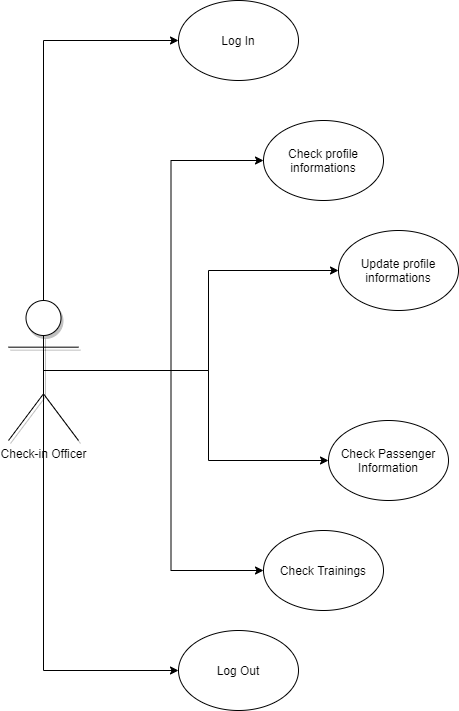 Log In
Check profile
informations
Update profile
informations
Check-in Officer
Check Passenger
Information
Check Trainings
Log Out